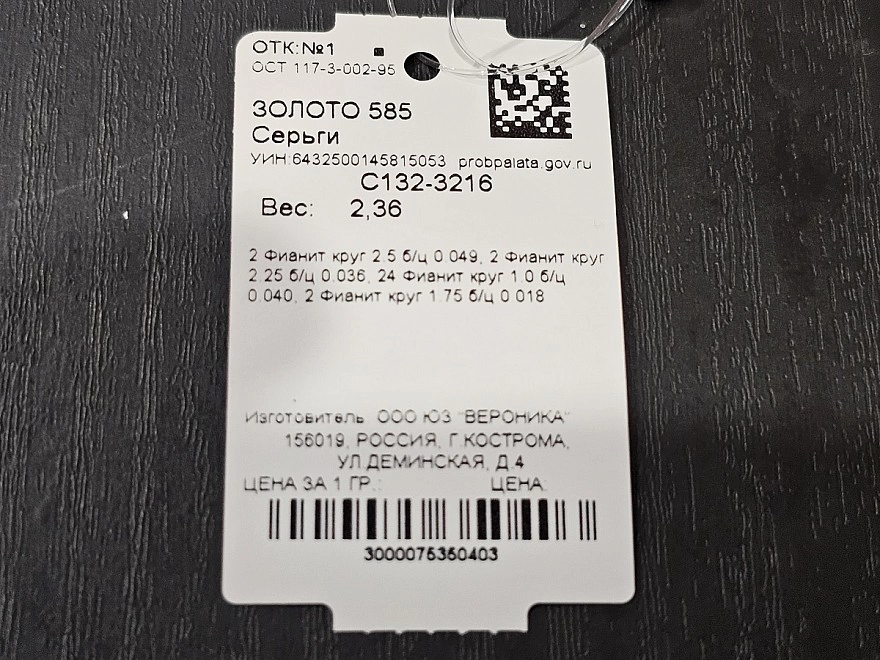 ОТК:№1
ОСТ 117-3-002-95
ЗОЛОТО 585
Серьги
УИН:6432500145815053 probpalata.gov.ru
С132-3216
Вес: 2,36
2 Фианит круг 2.5 б/ц 0.049, 2 Фианит круг
2.25 б/ц 0.036, 24 Фианит круг 1.0 б/ц
0.040, 2 Фианит круг 1.75 б/ц 0.018
Изготовитель ООО ЮЗ "ВЕРОНИКА"
156019, РОССИЯ, Г.КОСТРОМА,
УЛ.ДЕМИНСКАЯ, Д.4
ЦЕНА ЗА 1 ГР.: ЦЕНА:
3000075350403